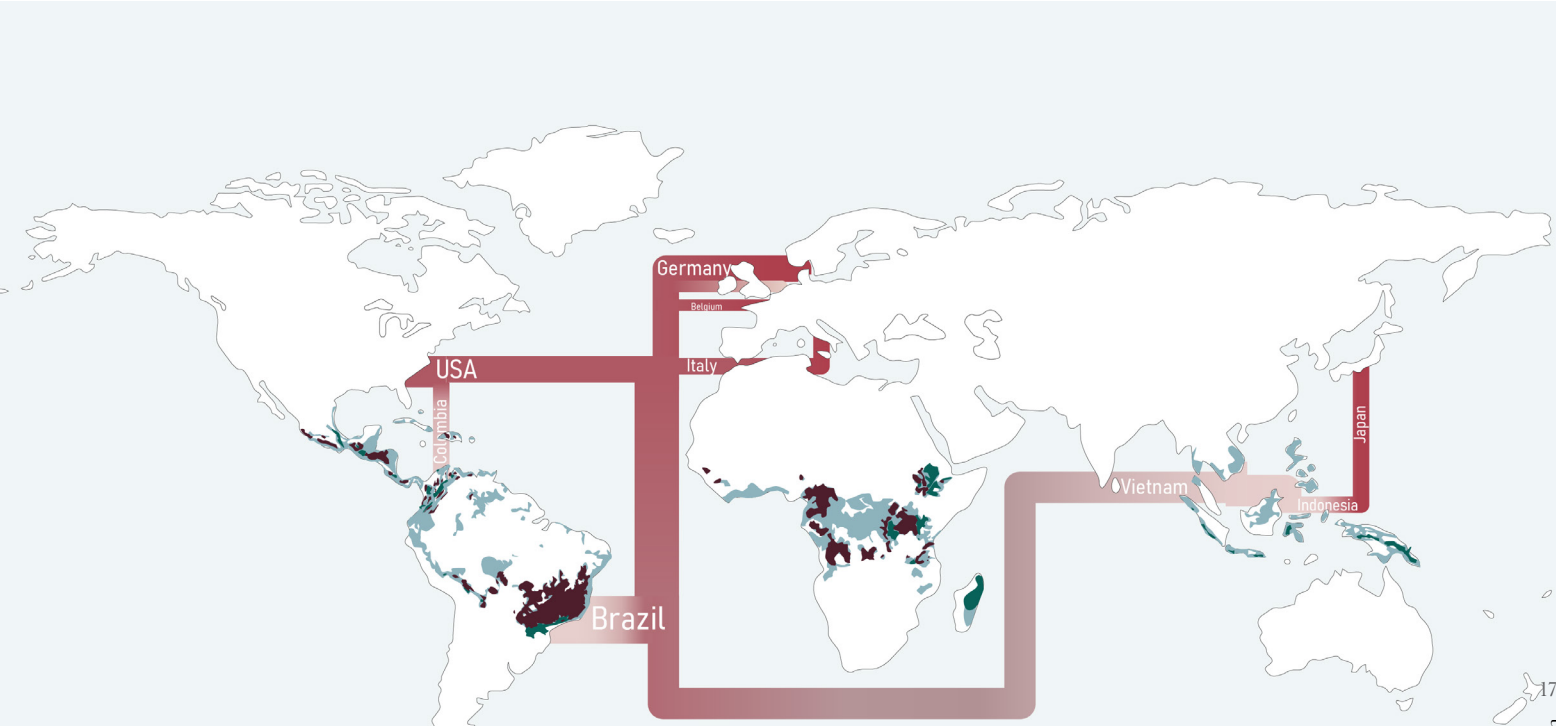 Germany
Belgium
USA
Italy
Colombia
Japan
Vietnam
Indonesia
Brazil
17